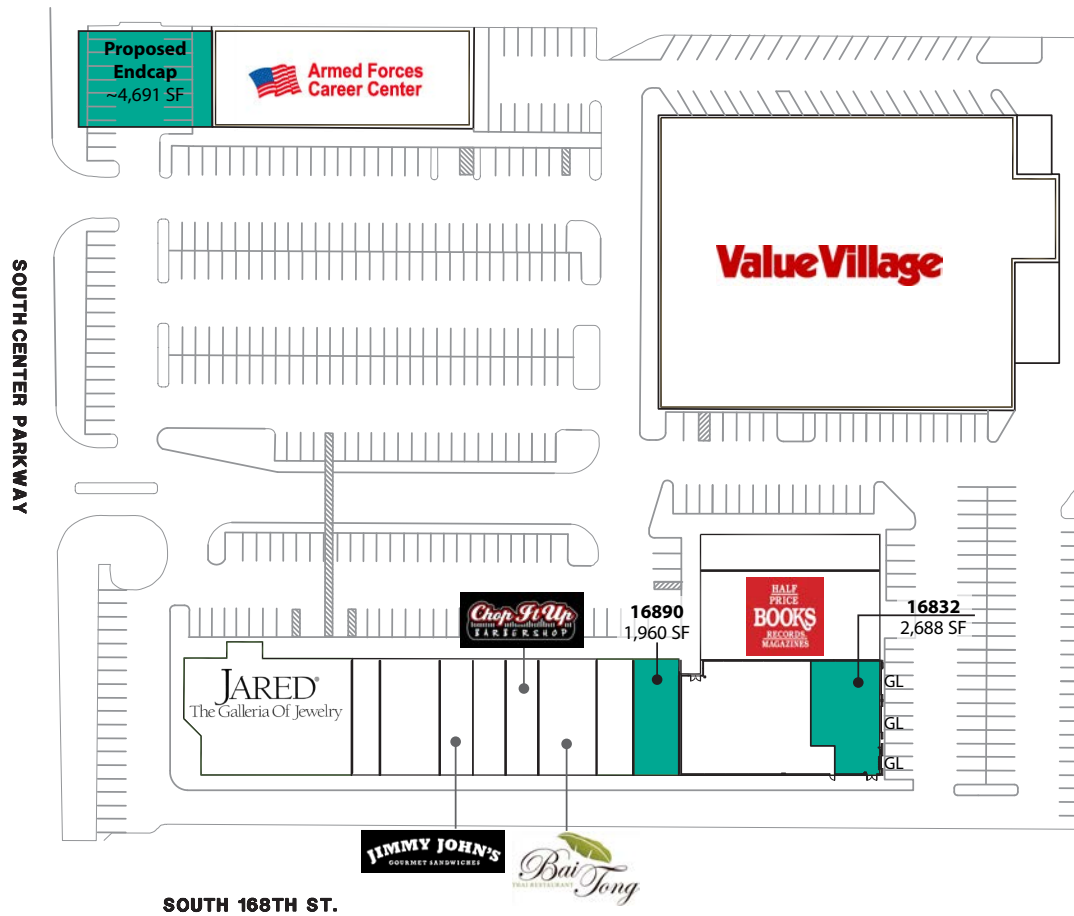 Proposed
Endcap
~4,691 SF
Armed Forces
Career Center
Value Village
SOUTHCENTER PARKWAY
Chop It Up
BARBERSHOP
16890
1,960 SF
HALF
PRICE
BOOKS
RECORDS
MAGAZINES
16832
2,688 SF
JARED®
The Galleria Of Jewelry
GL
GL
GL
JIMMY JOHN'S
GOURMET SANDWICHES
Bai
Tong
THAI RESTAURANT
SOUTH 168TH ST.